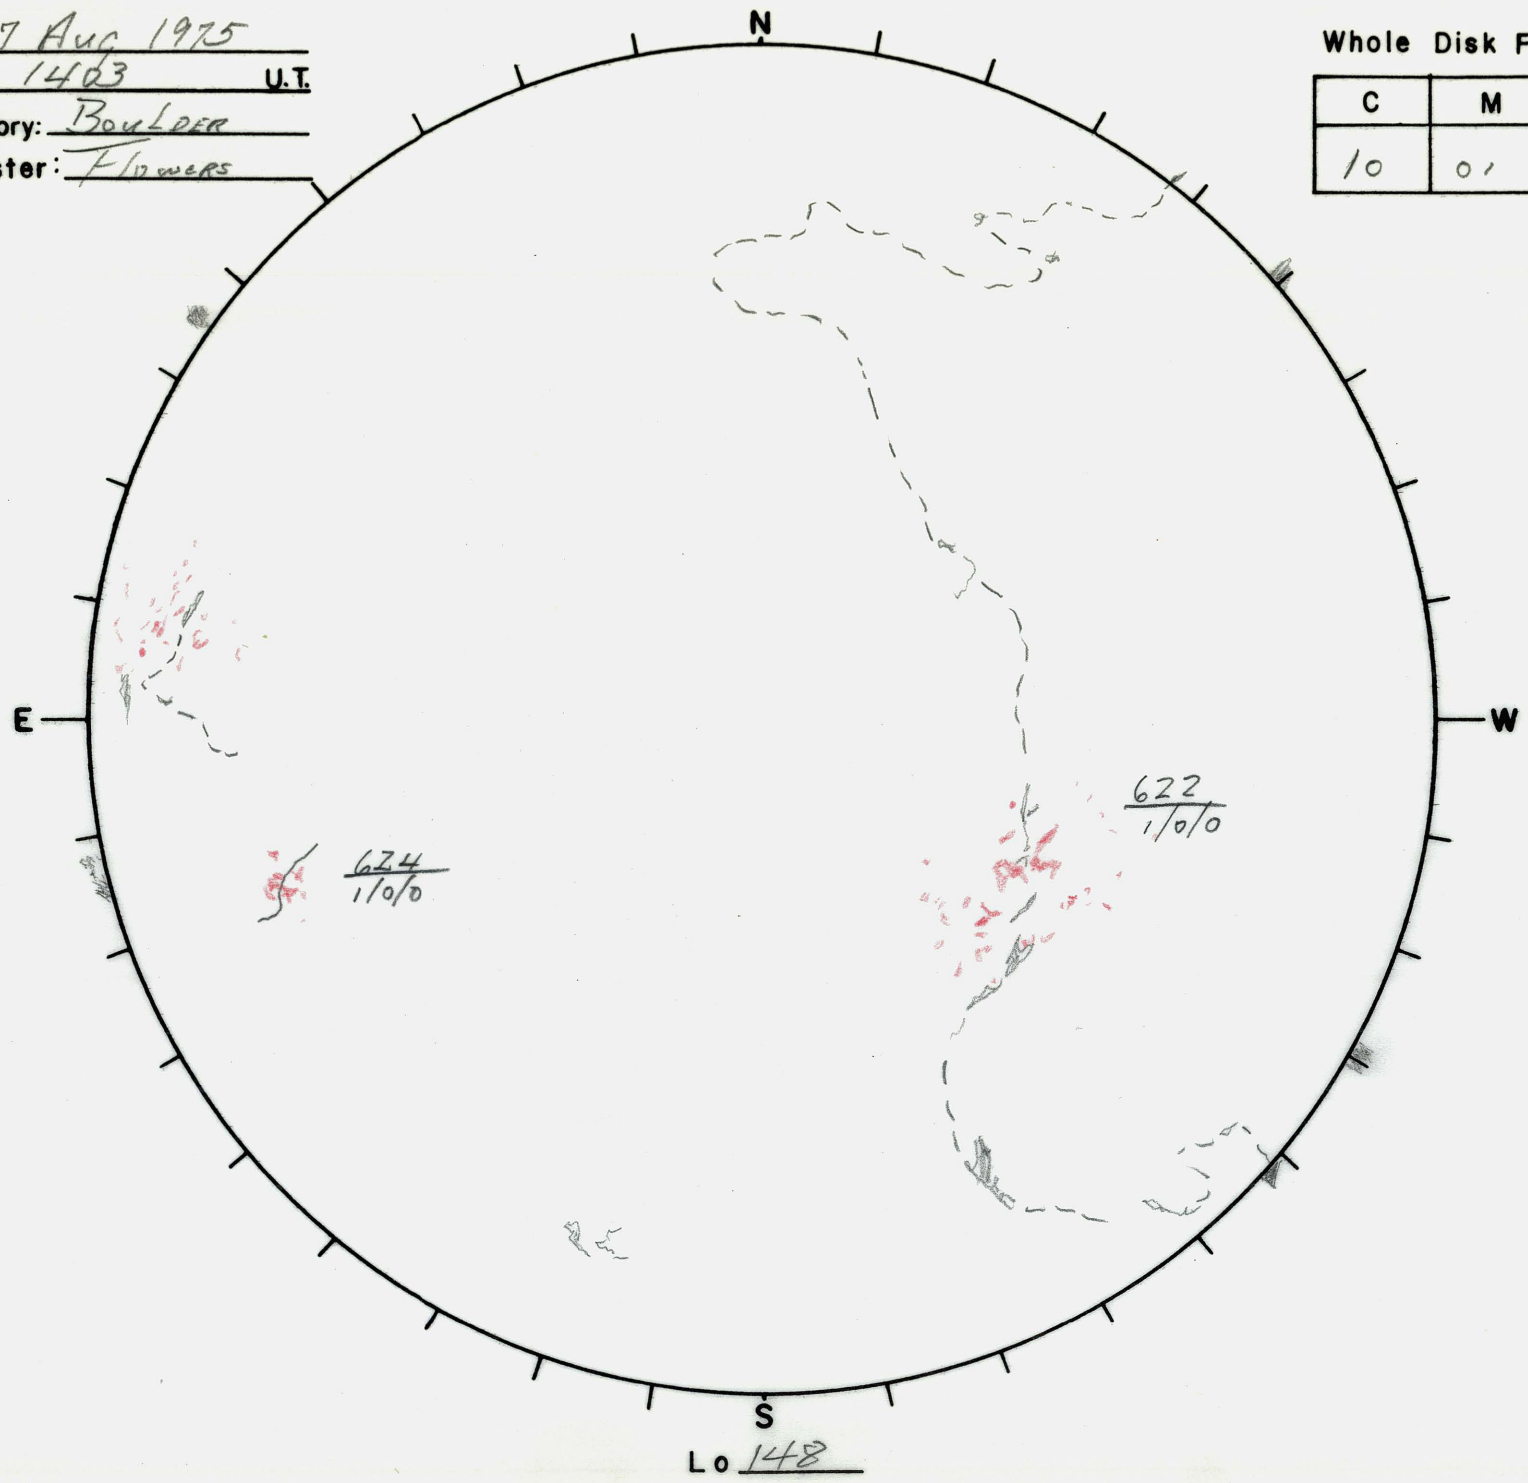 7 Aug 1975
1403 U.T.
ory: Boulder
ster: Flowers
N
Whole Disk F
C M
10 01
E
W
622
1/0/0
624
1/0/0
S
Lo 148